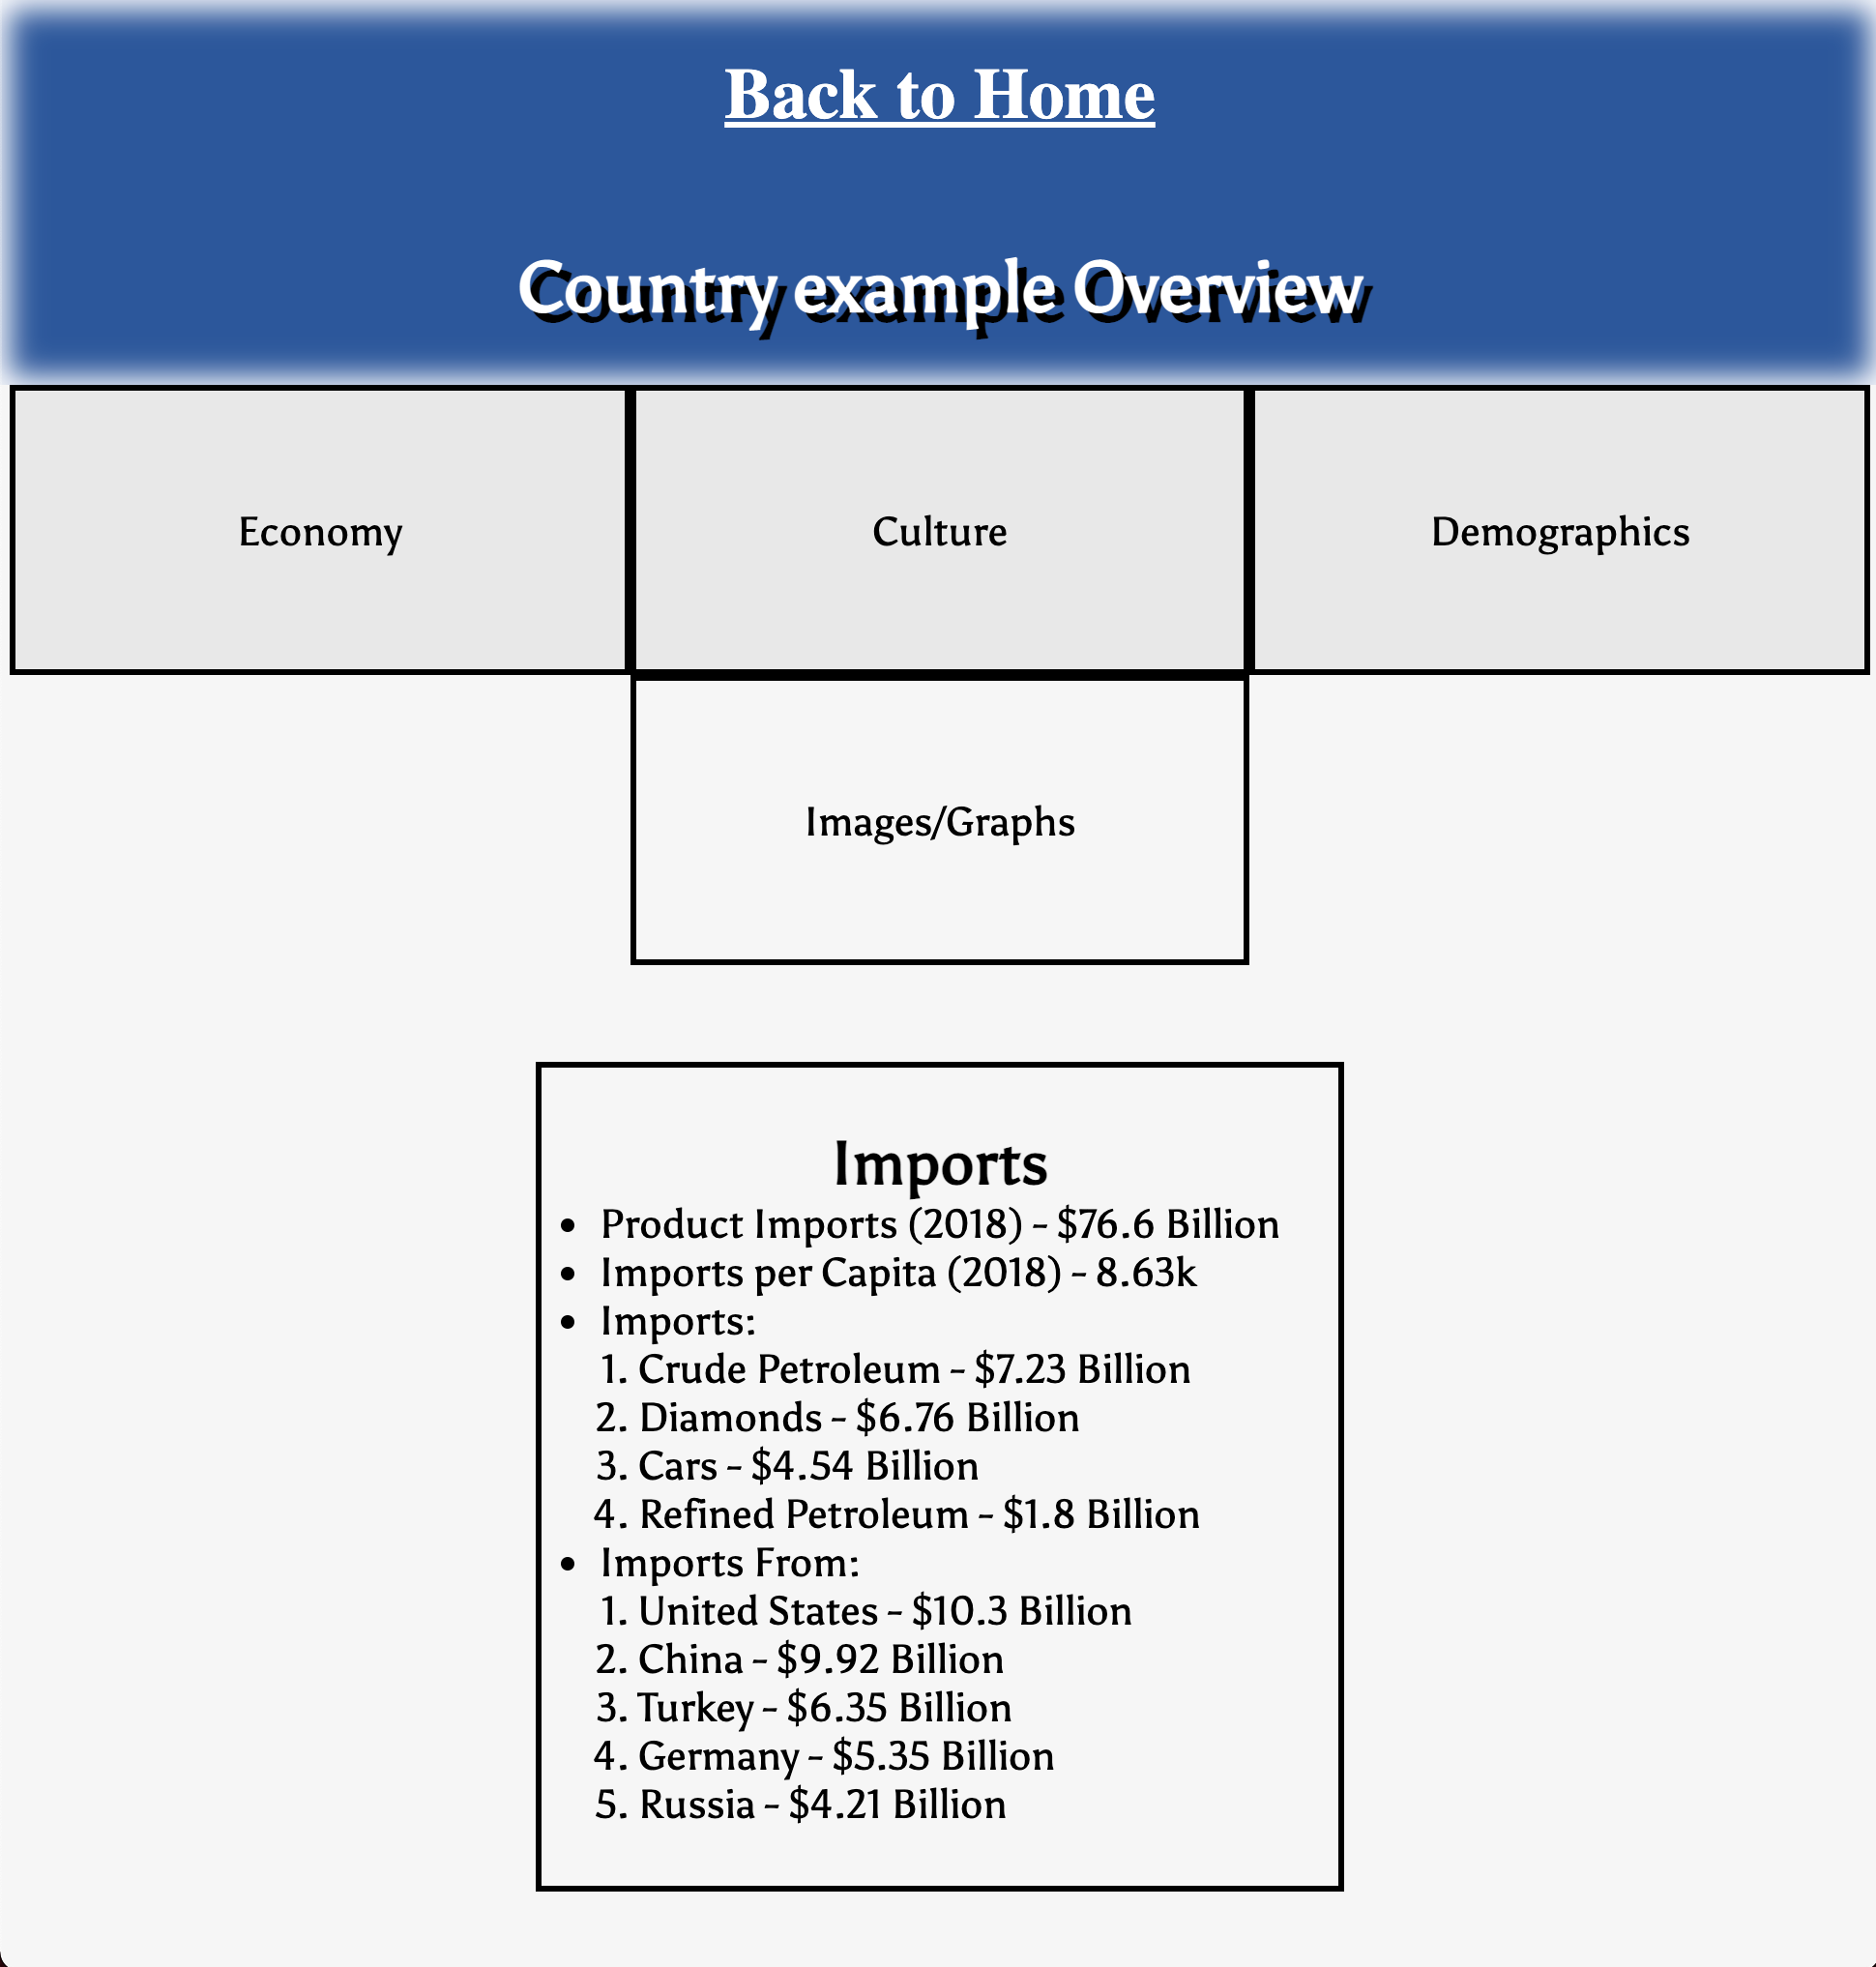 Back to Home
Country example Overview
Economy
Culture
Demographics
Images/Graphs
Imports
• Product Imports (2018) - $76.6 Billion
• Imports per Capita (2018) - 8.63k
• Imports:
1. Crude Petroleum - $7.23 Billion
2. Diamonds - $6.76 Billion
3. Cars - $4.54 Billion
4. Refined Petroleum - $1.8 Billion
• Imports From:
1. United States - $10.3 Billion
2. China - $9.92 Billion
3. Turkey - $6.35 Billion
4. Germany - $5.35 Billion
5. Russia - $4.21 Billion